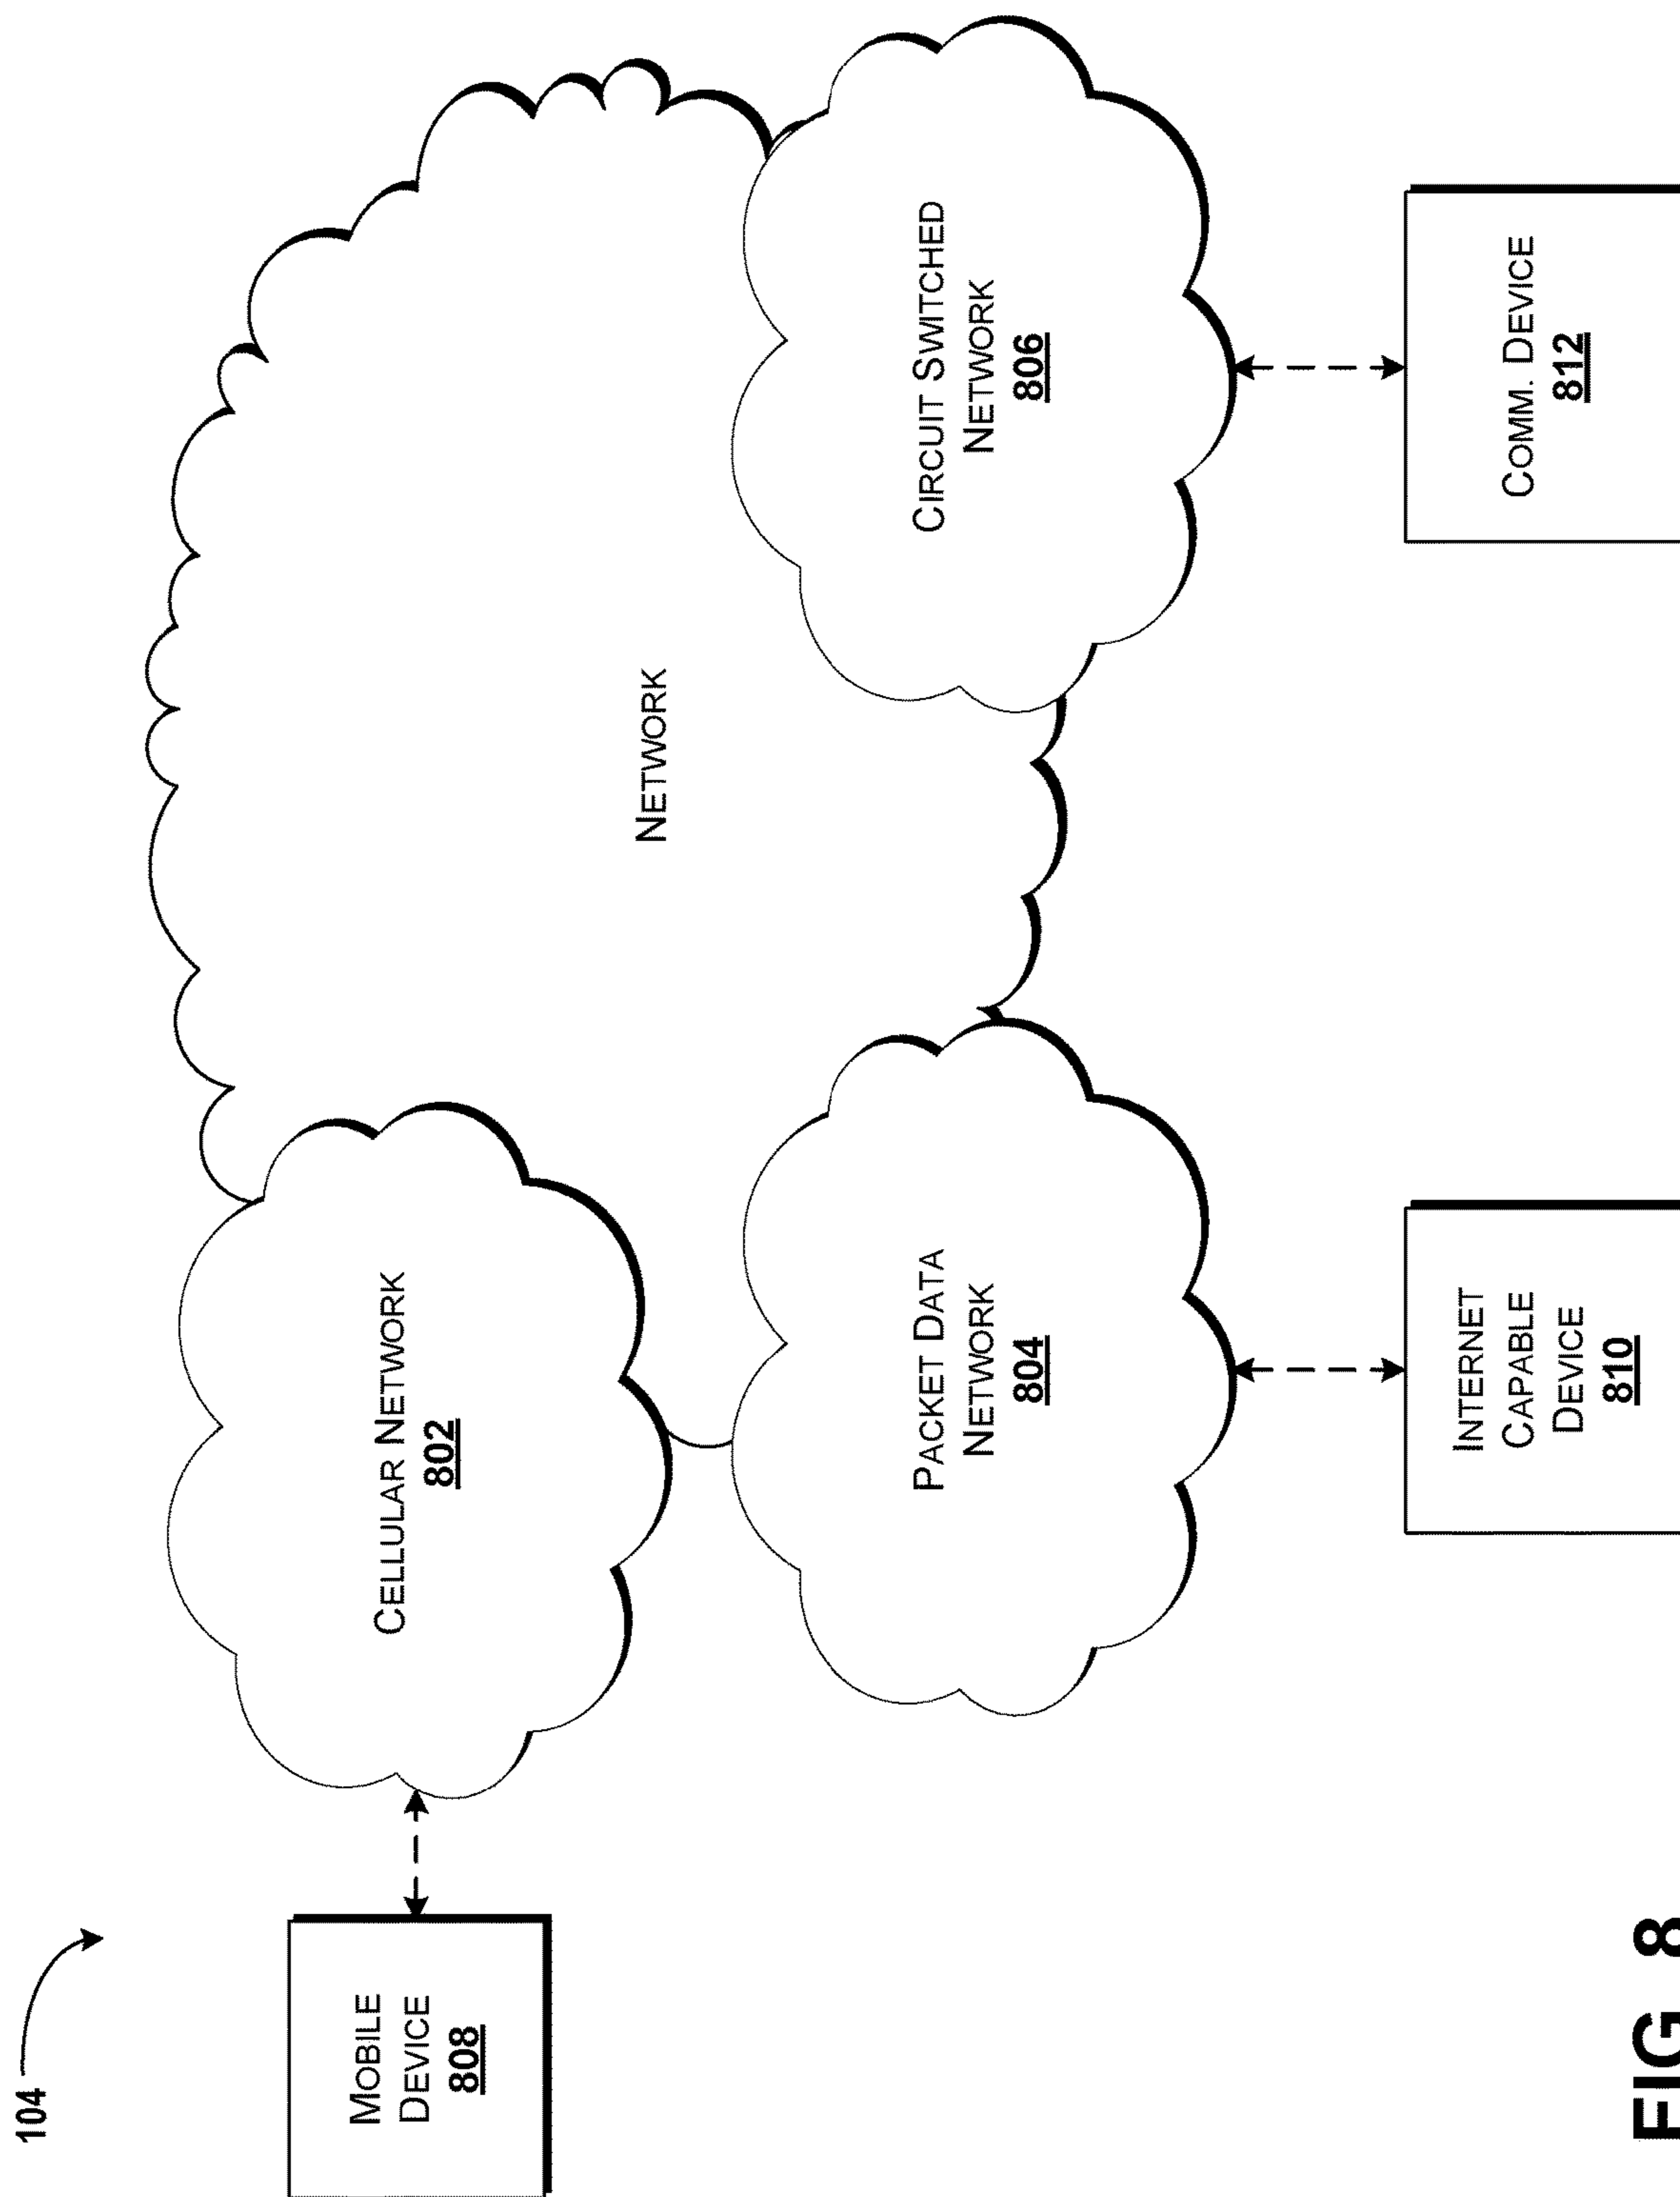 104
MOBILE
DEVICE
808
CELLULAR NETWORK
802
NETWORK
PACKET DATA
NETWORK
804
CIRCUIT SWITCHED
NETWORK
806
INTERNET
CAPABLE
DEVICE
810
COMM. DEVICE
812
FIG. 8